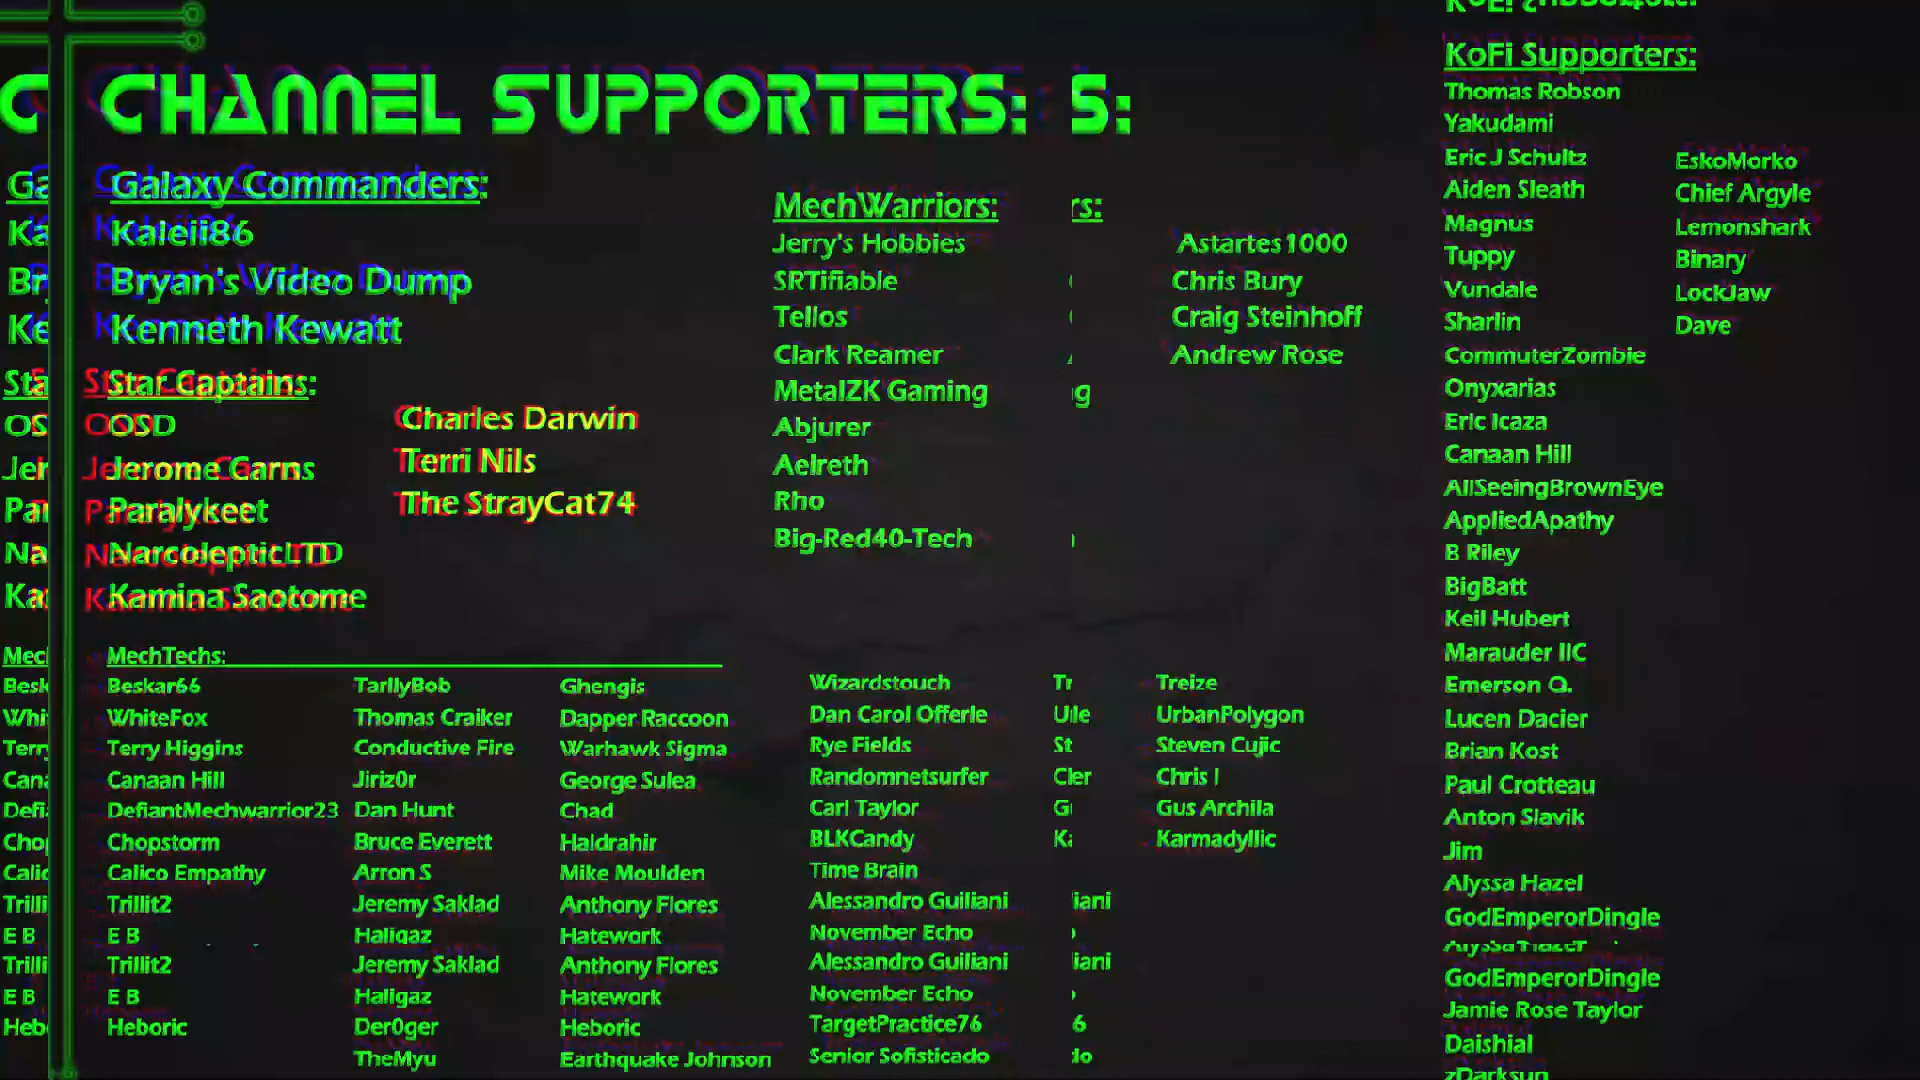 CHANNEL SUPPORTERS:
Galaxy Commanders:
Kaleii86
Bryan's Video Dump
Kenneth Kewatt
Star Captains:
OSD
Jerome Garns
Paralykeet
NarcolepticLTD
Kamina Saotome
Charles Darwin
Terri Nils
The StrayCat74
MechWarriors:
Jerry's Hobbies
SRTifiable
Tellos
Clark Reamer
MetalZK Gaming
Abjurer
Aelreth
Rho
Big-Red40-Tech
Astartes1000
Chris Bury
Craig Steinhoff
Andrew Rose
MechTechs:
Beskar66
WhiteFox
Terry Higgins
Canaan Hill
DefiantMechwarrior23
Chopstorm
Calico Empathy
Trillit2
E B
Trillit2
E B
Heboric
TarllyBob
Thomas Craiker
Conductive Fire
Jiriz0r
Dan Hunt
Bruce Everett
Arron S
Jeremy Saklad
Haligaz
Jeremy Saklad
Haligaz
Der0ger
TheMyu
Ghengis
Dapper Raccoon
Warhawk Sigma
George Sulea
Chad
Haldrahir
Mike Moulden
Anthony Flores
Hatework
Anthony Flores
Hatework
Heboric
Earthquake Johnson
Wizardstouch
Dan Carol Offerle
Rye Fields
Randomnetsurfer
Carl Taylor
BLKCandy
Time Brain
Alessandro Guiliani
November Echo
Alessandro Guiliani
November Echo
TargetPractice76
Senior Sofisticado
Treize
UrbanPolygon
Steven Cujic
Chris I
Gus Archila
Karmadyllic
KoFi Supporters:
Thomas Robson
Yakudami
Eric J Schultz
Aiden Sleath
Magnus
Tuppy
Vundale
Sharlin
CommuterZombie
Onyxarias
Eric Icaza
Canaan Hill
AllSeeingBrownEye
AppliedApathy
B Riley
BigBatt
Keil Hubert
Marauder IIC
Emerson Q.
Lucen Dacier
Brian Kost
Paul Crotteau
Anton Slavik
Jim
Alyssa Hazel
GodEmperorDingle
GodEmperorDingle
Jamie Rose Taylor
Daishial
zDarksun
EskoMorko
Chief Argyle
Lemonshark
Binary
LockJaw
Dave